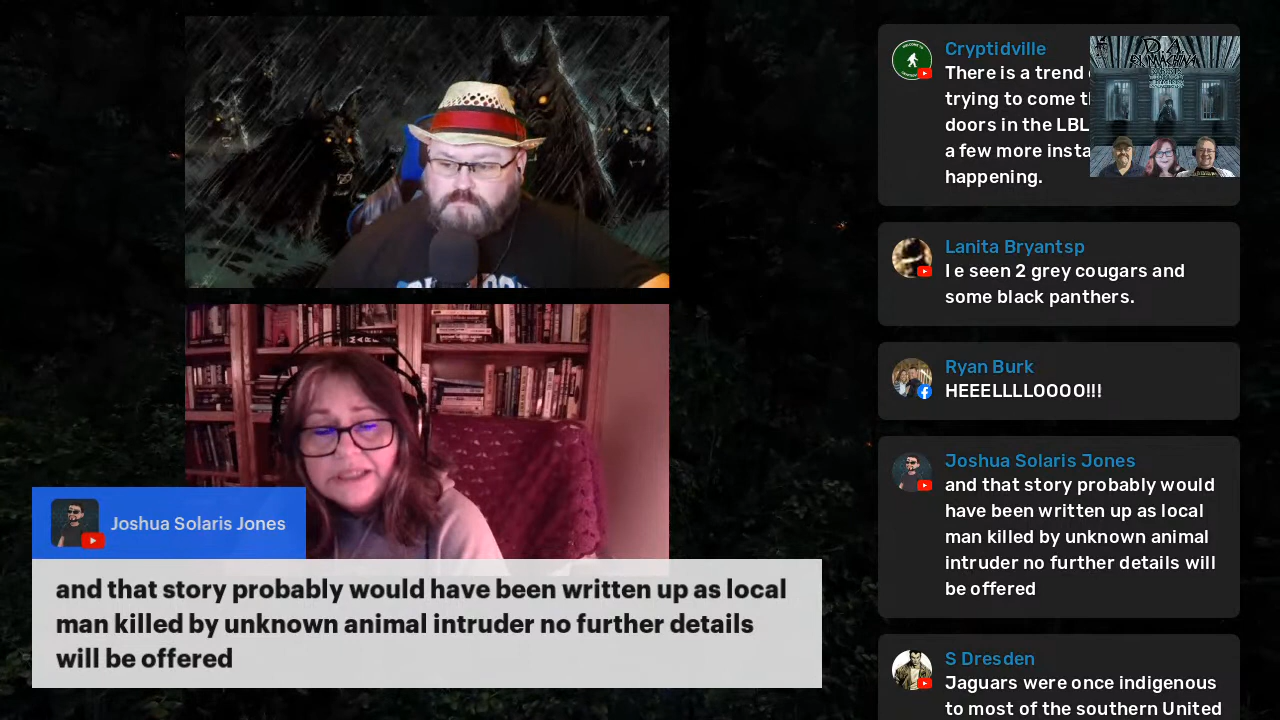 Cryptidville
There is a trend
trying to come t
doors in the LBL
a few more insta
happening.
Lanita Bryantsp
I e seen 2 grey cougars and
some black panthers.
Ryan Burk
HEEELLLLOOOO!!!
Joshua Solaris Jones
and that story probably would
have been written up as local
man killed by unknown animal
intruder no further details will
be offered
S Dresden
Jaguars were once indigenous
to most of the southern United
Joshua Solaris Jones
and that story probably would have been written up as local
man killed by unknown animal intruder no further details
will be offered